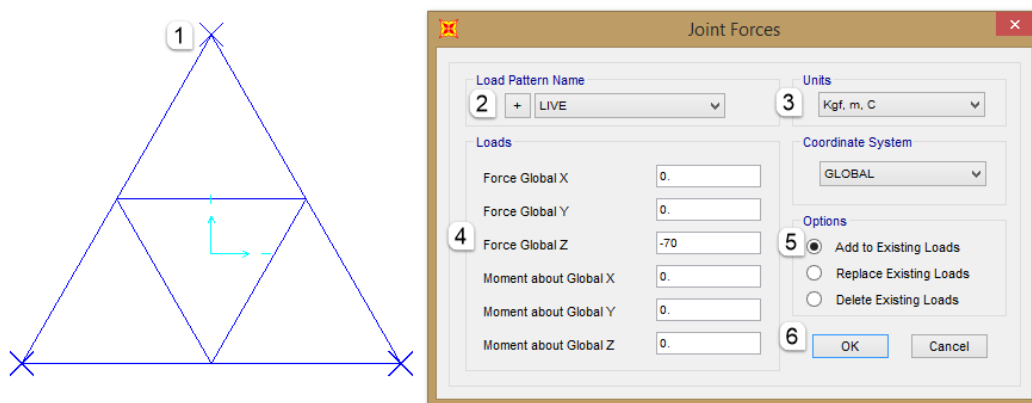 1
Joint Forces
x
Load Pattern Name
2 + LIVE
Units
3 Kgf, m, C
Loads
Force Global X 0.
Force Global Y 0.
4 Force Global Z -70
Moment about Global X 0.
Moment about Global Y 0.
Moment about Global Z 0.
Coordinate System
GLOBAL
Options
5 Add to Existing Loads
Replace Existing Loads
Delete Existing Loads
6 OK Cancel